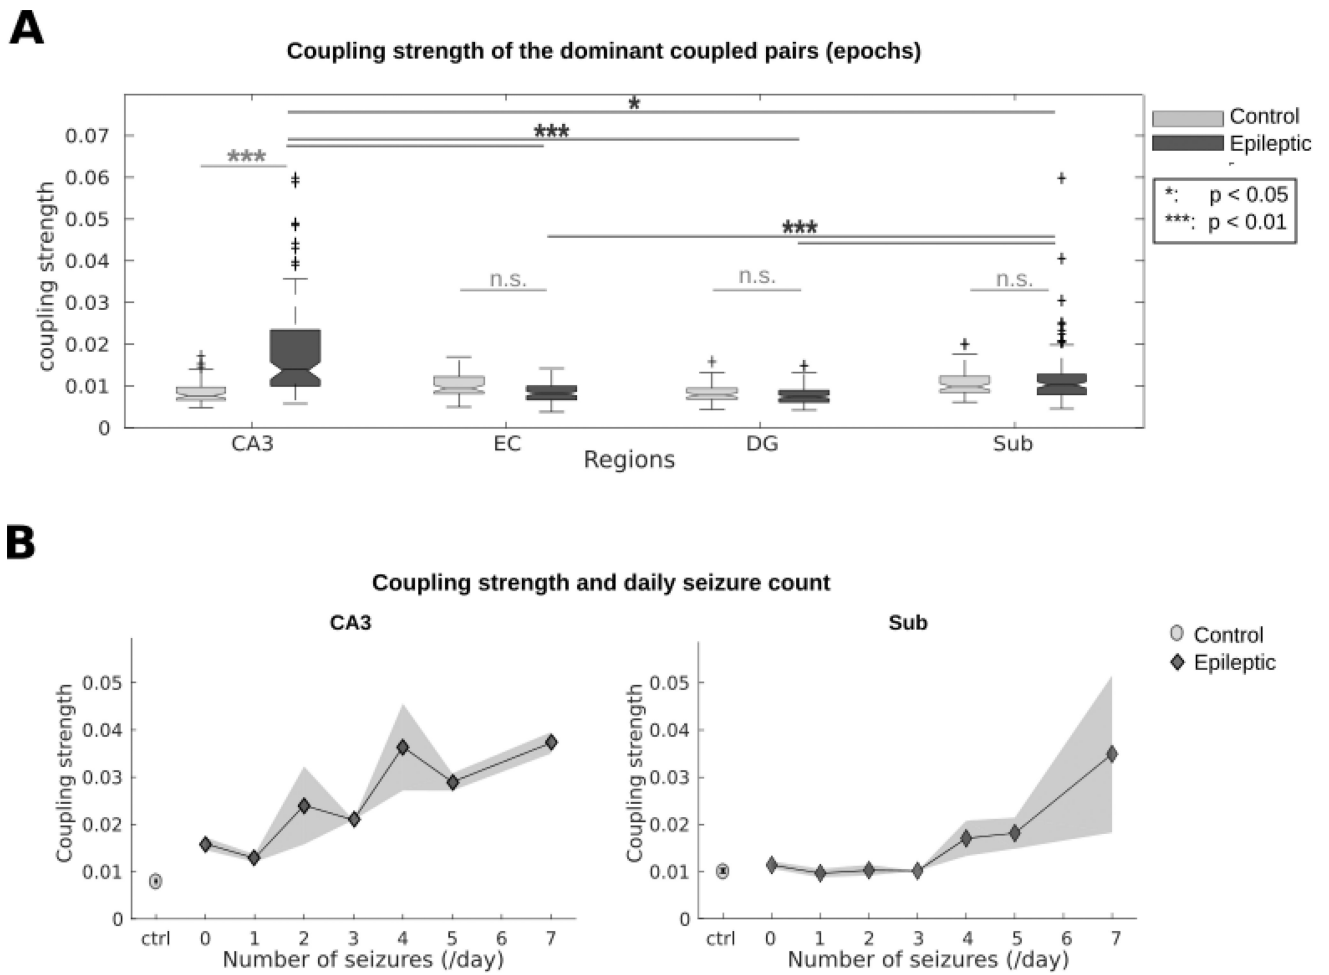 A
Coupling strength of the dominant coupled pairs (epochs)
*
***
***
***
n.s.
n.s.
n.s.
Control
Epileptic
*: p < 0.05
***: p < 0.01
coupling strength
0.07
0.06
0.05
0.04
0.03
0.02
0.01
0
CA3 EC DG Sub
Regions
B
Coupling strength and daily seizure count
CA3
Coupling strength
0.05
0.04
0.03
0.02
0.01
0
ctrl 0 1 2 3 4 5 6 7
Number of seizures (/day)
Sub
Coupling strength
0.05
0.04
0.03
0.02
0.01
0
ctrl 0 1 2 3 4 5 6 7
Number of seizures (/day)
Control
Epileptic